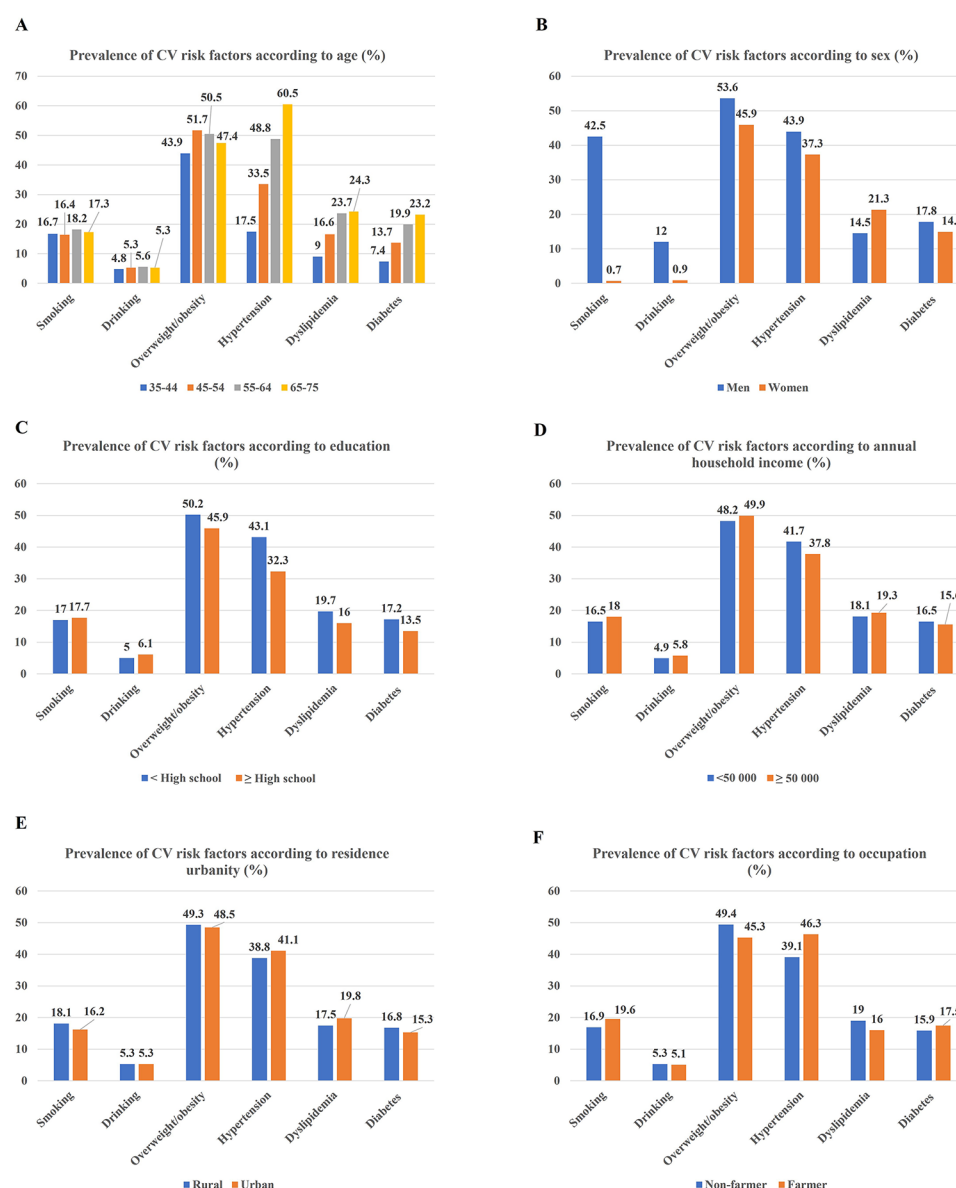 A
Prevalence of CV risk factors according to age (%)
70
60
50
40
30
20
10
0
16.7
16.4
18.2
17.3
4.8
5.3
5.6
5.3
43.9
51.7
50.5
47.4
17.5
33.5
48.8
60.5
9
16.6
23.7
24.3
7.4
13.7
19.9
23.2
Smoking
Drinking
Overweight/obesity
Hypertension
Dyslipidemia
Diabetes
35-44 45-54 55-64 65-75
B
Prevalence of CV risk factors according to sex (%)
60
50
40
30
20
10
0
42.5
0.7
12
0.9
53.6
45.9
43.9
37.3
14.5
21.3
17.8
Smoking
Drinking
Overweight/obesity
Hypertension
Dyslipidemia
Diabetes
Men Women
C
Prevalence of CV risk factors according to education
(%)
60
50
40
30
20
10
0
17
17.7
5
6.1
50.2
45.9
43.1
32.3
19.7
16
17.2
13.5
Smoking
Drinking
Overweight/obesity
Hypertension
Dyslipidemia
Diabetes
< High school ≥ High school
D
Prevalence of CV risk factors according to annual
household income (%)
60
50
40
30
20
10
0
16.5
18
4.9
5.8
48.2
49.9
41.7
37.8
18.1
19.3
16.5
Smoking
Drinking
Overweight/obesity
Hypertension
Dyslipidemia
Diabetes
<50 000 ≥ 50 000
E
Prevalence of CV risk factors according to residence
urbanity (%)
60
50
40
30
20
10
0
18.1
16.2
5.3
5.3
49.3
48.5
38.8
41.1
17.5
19.8
16.8
15.3
Smoking
Drinking
Overweight/obesity
Hypertension
Dyslipidemia
Diabetes
Rural Urban
F
Prevalence of CV risk factors according to occupation
(%)
60
50
40
30
20
10
0
16.9
19.6
5.3
5.1
49.4
45.3
39.1
46.3
19
16
15.9
Smoking
Drinking
Overweight/obesity
Hypertension
Dyslipidemia
Diabetes
Non-farmer Farmer